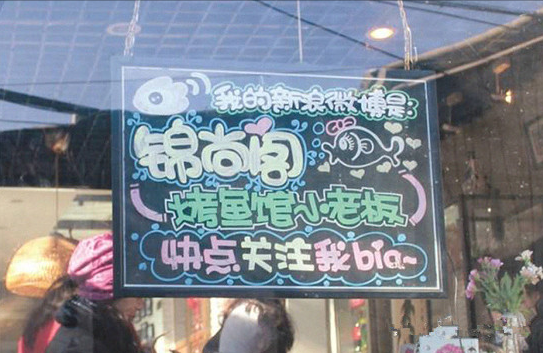 我的新浪微博是:
锦尚阁
烤鱼馆小老板
快点关注我bia~